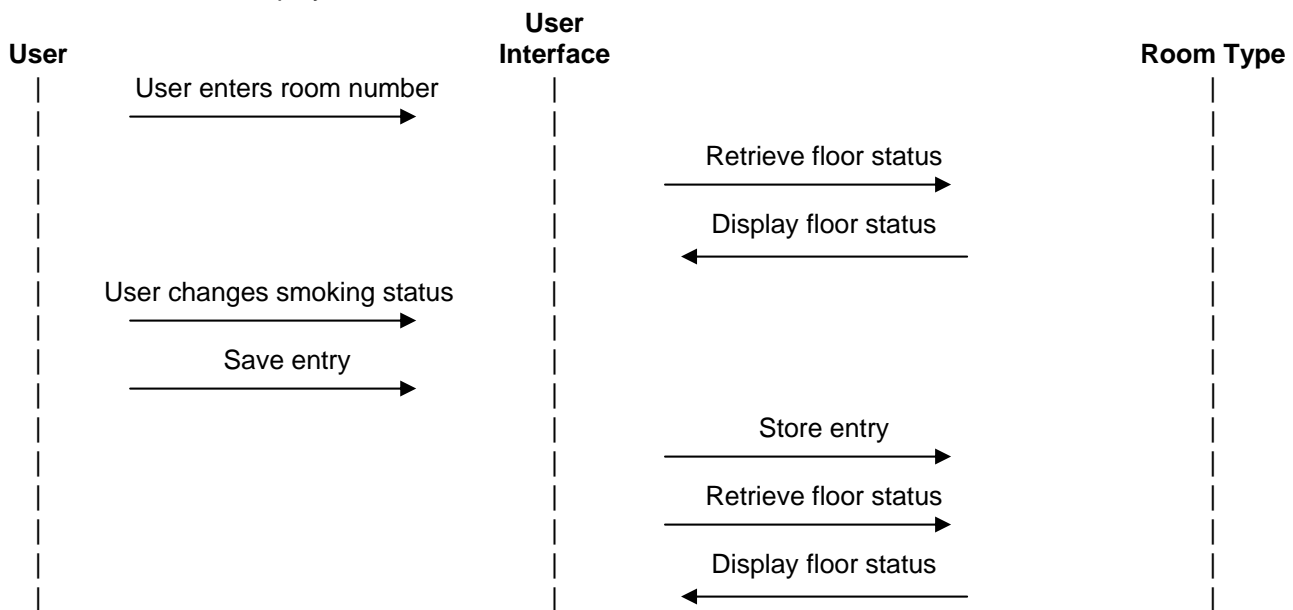 User
User
Interface
Room Type
User enters room number
Retrieve floor status
Display floor status
User changes smoking status
Save entry
Store entry
Retrieve floor status
Display floor status